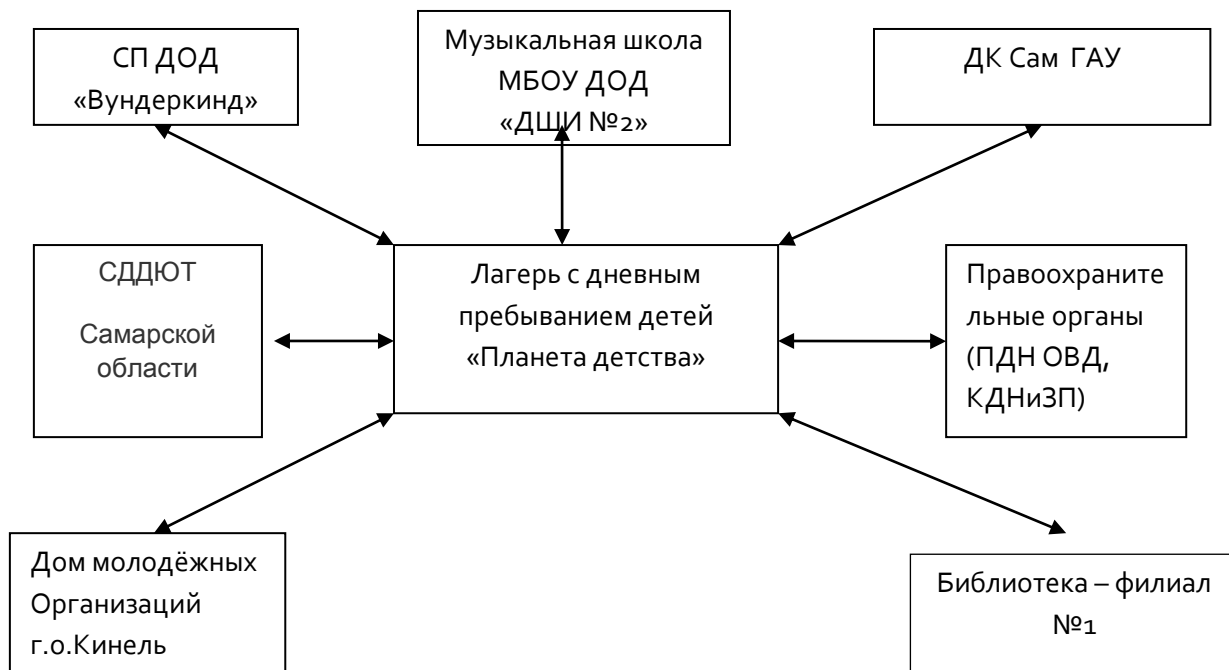 СП ДОД
«Вундеркинд»
Музыкальная школа
МБОУ ДОД
«ДШИ №2»
ДК Сам ГАУ
СДДЮТ
Самарской
области
Лагерь с дневным
пребыванием детей
«Планета детства»
Правоохраните
льные органы
(ПДН ОВД,
КДНиЗП)
Дом молодёжных
Организаций
г.о.Кинель
Библиотека – филиал
№1